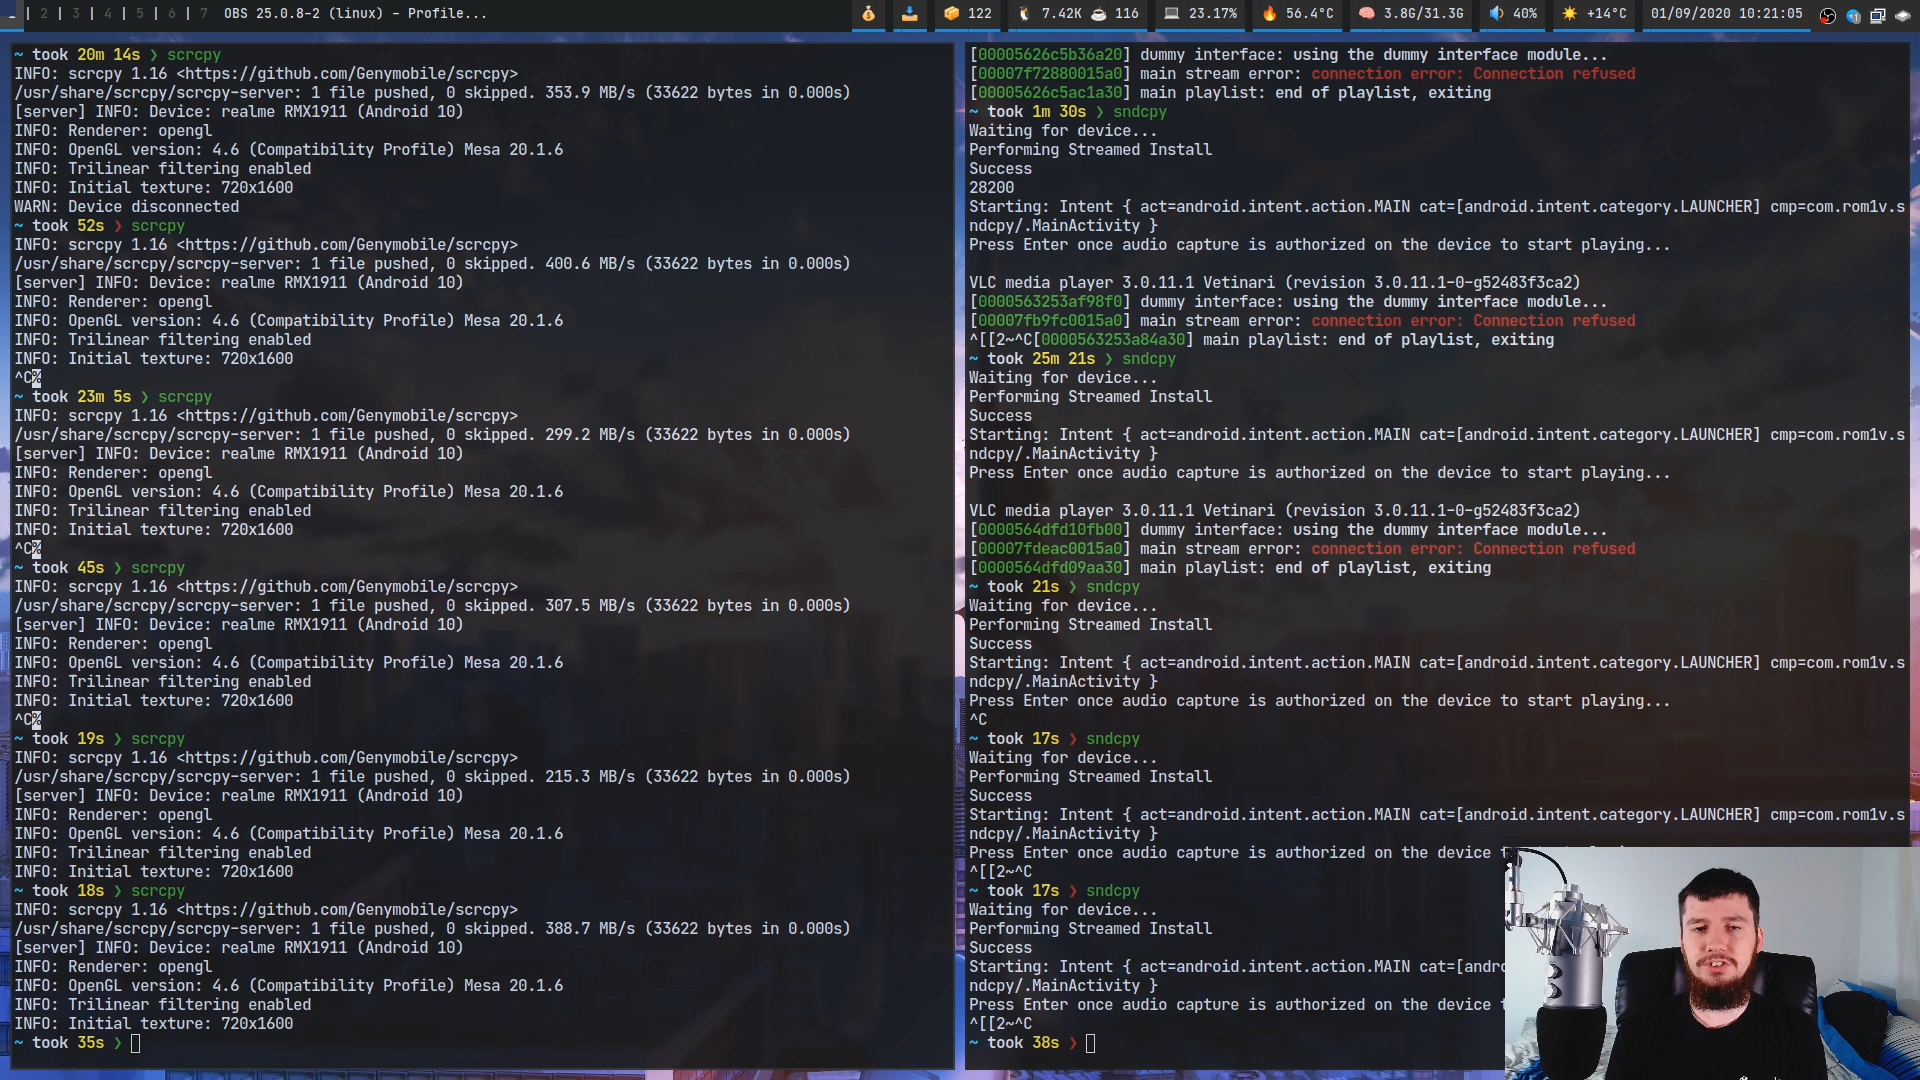 | 2 | 3 | 4 | 5 | 6 | 7 OBS 25.0.8-2 (linux) - Profile... 122 7.42K 116 23.17% 56.4°C 3.8G/31.3G 40% +14°C 01/09/2020 10:21:05
~ took 20m 14s ❯ scrcpy
INFO: scrcpy 1.16 <https://github.com/Genymobile/scrcpy>
/usr/share/scrcpy/scrcpy-server: 1 file pushed, 0 skipped. 353.9 MB/s (33622 bytes in 0.000s)
[server] INFO: Device: realme RMX1911 (Android 10)
INFO: Renderer: opengl
INFO: OpenGL version: 4.6 (Compatibility Profile) Mesa 20.1.6
INFO: Trilinear filtering enabled
INFO: Initial texture: 720x1600
WARN: Device disconnected
~ took 52s ❯ scrcpy
INFO: scrcpy 1.16 <https://github.com/Genymobile/scrcpy>
/usr/share/scrcpy/scrcpy-server: 1 file pushed, 0 skipped. 400.6 MB/s (33622 bytes in 0.000s)
[server] INFO: Device: realme RMX1911 (Android 10)
INFO: Renderer: opengl
INFO: OpenGL version: 4.6 (Compatibility Profile) Mesa 20.1.6
INFO: Trilinear filtering enabled
INFO: Initial texture: 720x1600
^C%
~ took 23m 5s ❯ scrcpy
INFO: scrcpy 1.16 <https://github.com/Genymobile/scrcpy>
/usr/share/scrcpy/scrcpy-server: 1 file pushed, 0 skipped. 299.2 MB/s (33622 bytes in 0.000s)
[server] INFO: Device: realme RMX1911 (Android 10)
INFO: Renderer: opengl
INFO: OpenGL version: 4.6 (Compatibility Profile) Mesa 20.1.6
INFO: Trilinear filtering enabled
INFO: Initial texture: 720x1600
^C%
~ took 45s ❯ scrcpy
INFO: scrcpy 1.16 <https://github.com/Genymobile/scrcpy>
/usr/share/scrcpy/scrcpy-server: 1 file pushed, 0 skipped. 307.5 MB/s (33622 bytes in 0.000s)
[server] INFO: Device: realme RMX1911 (Android 10)
INFO: Renderer: opengl
INFO: OpenGL version: 4.6 (Compatibility Profile) Mesa 20.1.6
INFO: Trilinear filtering enabled
INFO: Initial texture: 720x1600
^C%
~ took 19s ❯ scrcpy
INFO: scrcpy 1.16 <https://github.com/Genymobile/scrcpy>
/usr/share/scrcpy/scrcpy-server: 1 file pushed, 0 skipped. 215.3 MB/s (33622 bytes in 0.000s)
[server] INFO: Device: realme RMX1911 (Android 10)
INFO: Renderer: opengl
INFO: OpenGL version: 4.6 (Compatibility Profile) Mesa 20.1.6
INFO: Trilinear filtering enabled
INFO: Initial texture: 720x1600
~ took 18s ❯ scrcpy
INFO: scrcpy 1.16 <https://github.com/Genymobile/scrcpy>
/usr/share/scrcpy/scrcpy-server: 1 file pushed, 0 skipped. 388.7 MB/s (33622 bytes in 0.000s)
[server] INFO: Device: realme RMX1911 (Android 10)
INFO: Renderer: opengl
INFO: OpenGL version: 4.6 (Compatibility Profile) Mesa 20.1.6
INFO: Trilinear filtering enabled
INFO: Initial texture: 720x1600
~ took 35s ❯
[00005626c5b36a20] dummy interface: using the dummy interface module...
[00007f72880015a0] main stream error: connection error: Connection refused
[00005626c5ac1a30] main playlist: end of playlist, exiting
~ took 1m 30s ❯ sndcpy
Waiting for device...
Performing Streamed Install
Success
28200
Starting: Intent { act=android.intent.action.MAIN cat=[android.intent.category.LAUNCHER] cmp=com.rom1v.s
ndcpy/.MainActivity }
Press Enter once audio capture is authorized on the device to start playing...
VLC media player 3.0.11.1 Vetinari (revision 3.0.11.1-0-g52483f3ca2)
[0000563253af98f0] dummy interface: using the dummy interface module...
[00007fb9fc0015a0] main stream error: connection error: Connection refused
^[[2~^C[0000563253a84a30] main playlist: end of playlist, exiting
~ took 25m 21s ❯ sndcpy
Waiting for device...
Performing Streamed Install
Success
Starting: Intent { act=android.intent.action.MAIN cat=[android.intent.category.LAUNCHER] cmp=com.rom1v.s
ndcpy/.MainActivity }
Press Enter once audio capture is authorized on the device to start playing...
VLC media player 3.0.11.1 Vetinari (revision 3.0.11.1-0-g52483f3ca2)
[0000564dfd10fb00] dummy interface: using the dummy interface module...
[00007fdeac0015a0] main stream error: connection error: Connection refused
[0000564dfd09aa30] main playlist: end of playlist, exiting
~ took 21s ❯ sndcpy
Waiting for device...
Performing Streamed Install
Success
Starting: Intent { act=android.intent.action.MAIN cat=[android.intent.category.LAUNCHER] cmp=com.rom1v.s
ndcpy/.MainActivity }
Press Enter once audio capture is authorized on the device to start playing...
^C
~ took 17s ❯ sndcpy
Waiting for device...
Performing Streamed Install
Success
Starting: Intent { act=android.intent.action.MAIN cat=[android.intent.category.LAUNCHER] cmp=com.rom1v.s
ndcpy/.MainActivity }
Press Enter once audio capture is authorized on the device
^[[2~^C
~ took 17s ❯ sndcpy
Waiting for device...
Performing Streamed Install
Success
Starting: Intent { act=android.intent.action.MAIN cat=[andro
ndcpy/.MainActivity }
Press Enter once audio capture is authorized on the device
^[[2~^C
~ took 38s ❯